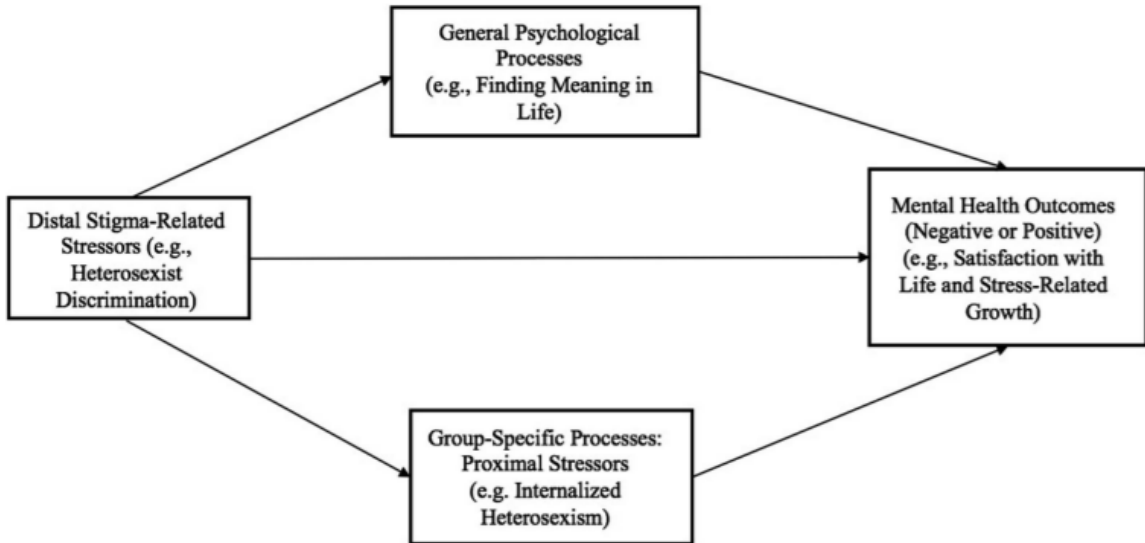 General Psychological
Processes
(e.g., Finding Meaning in
Life)
Distal Stigma-Related
Stressors (e.g.,
Heterosexist
Discrimination)
Mental Health Outcomes
(Negative or Positive)
(e.g., Satisfaction with
Life and Stress-Related
Growth)
Group-Specific Processes:
Proximal Stressors
(e.g. Internalized
Heterosexism)